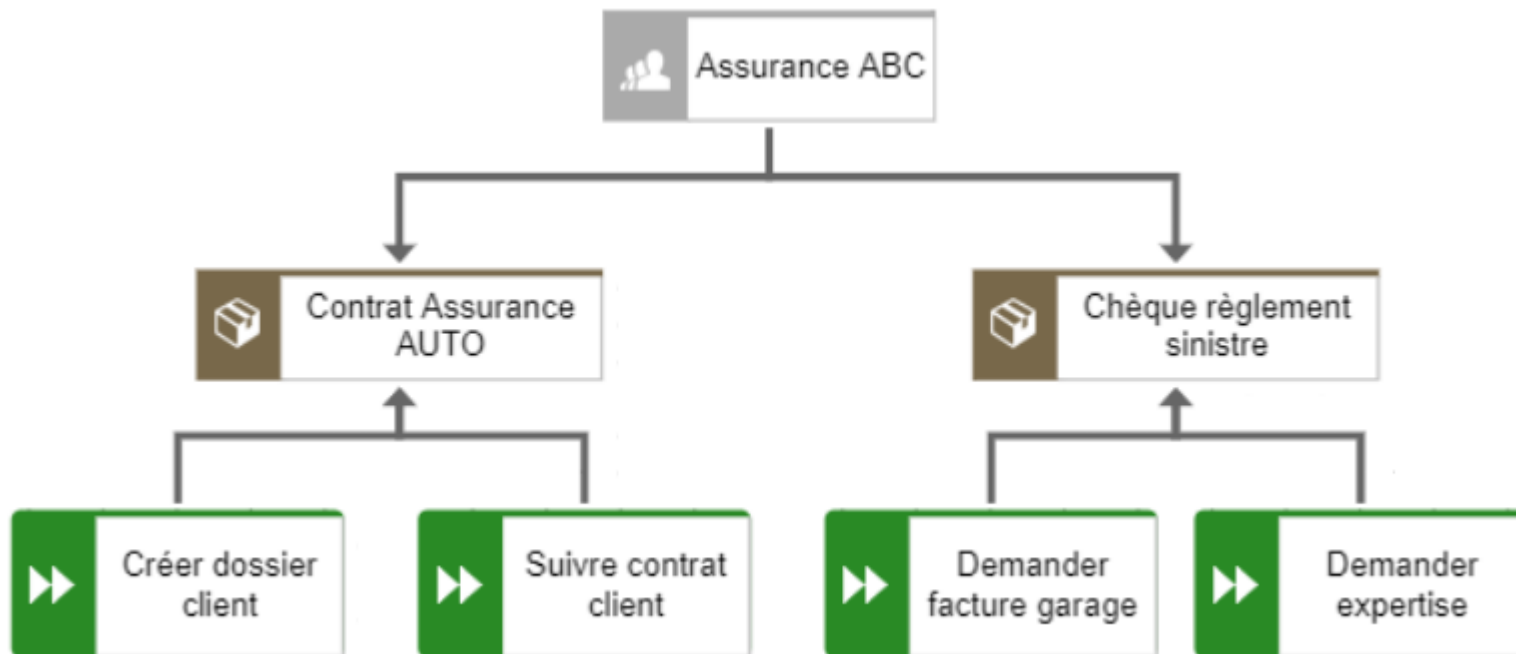 Assurance ABC
Contrat Assurance
AUTO
Chèque règlement
sinistre
Créer dossier
client
Suivre contrat
client
Demander
facture garage
Demander
expertise